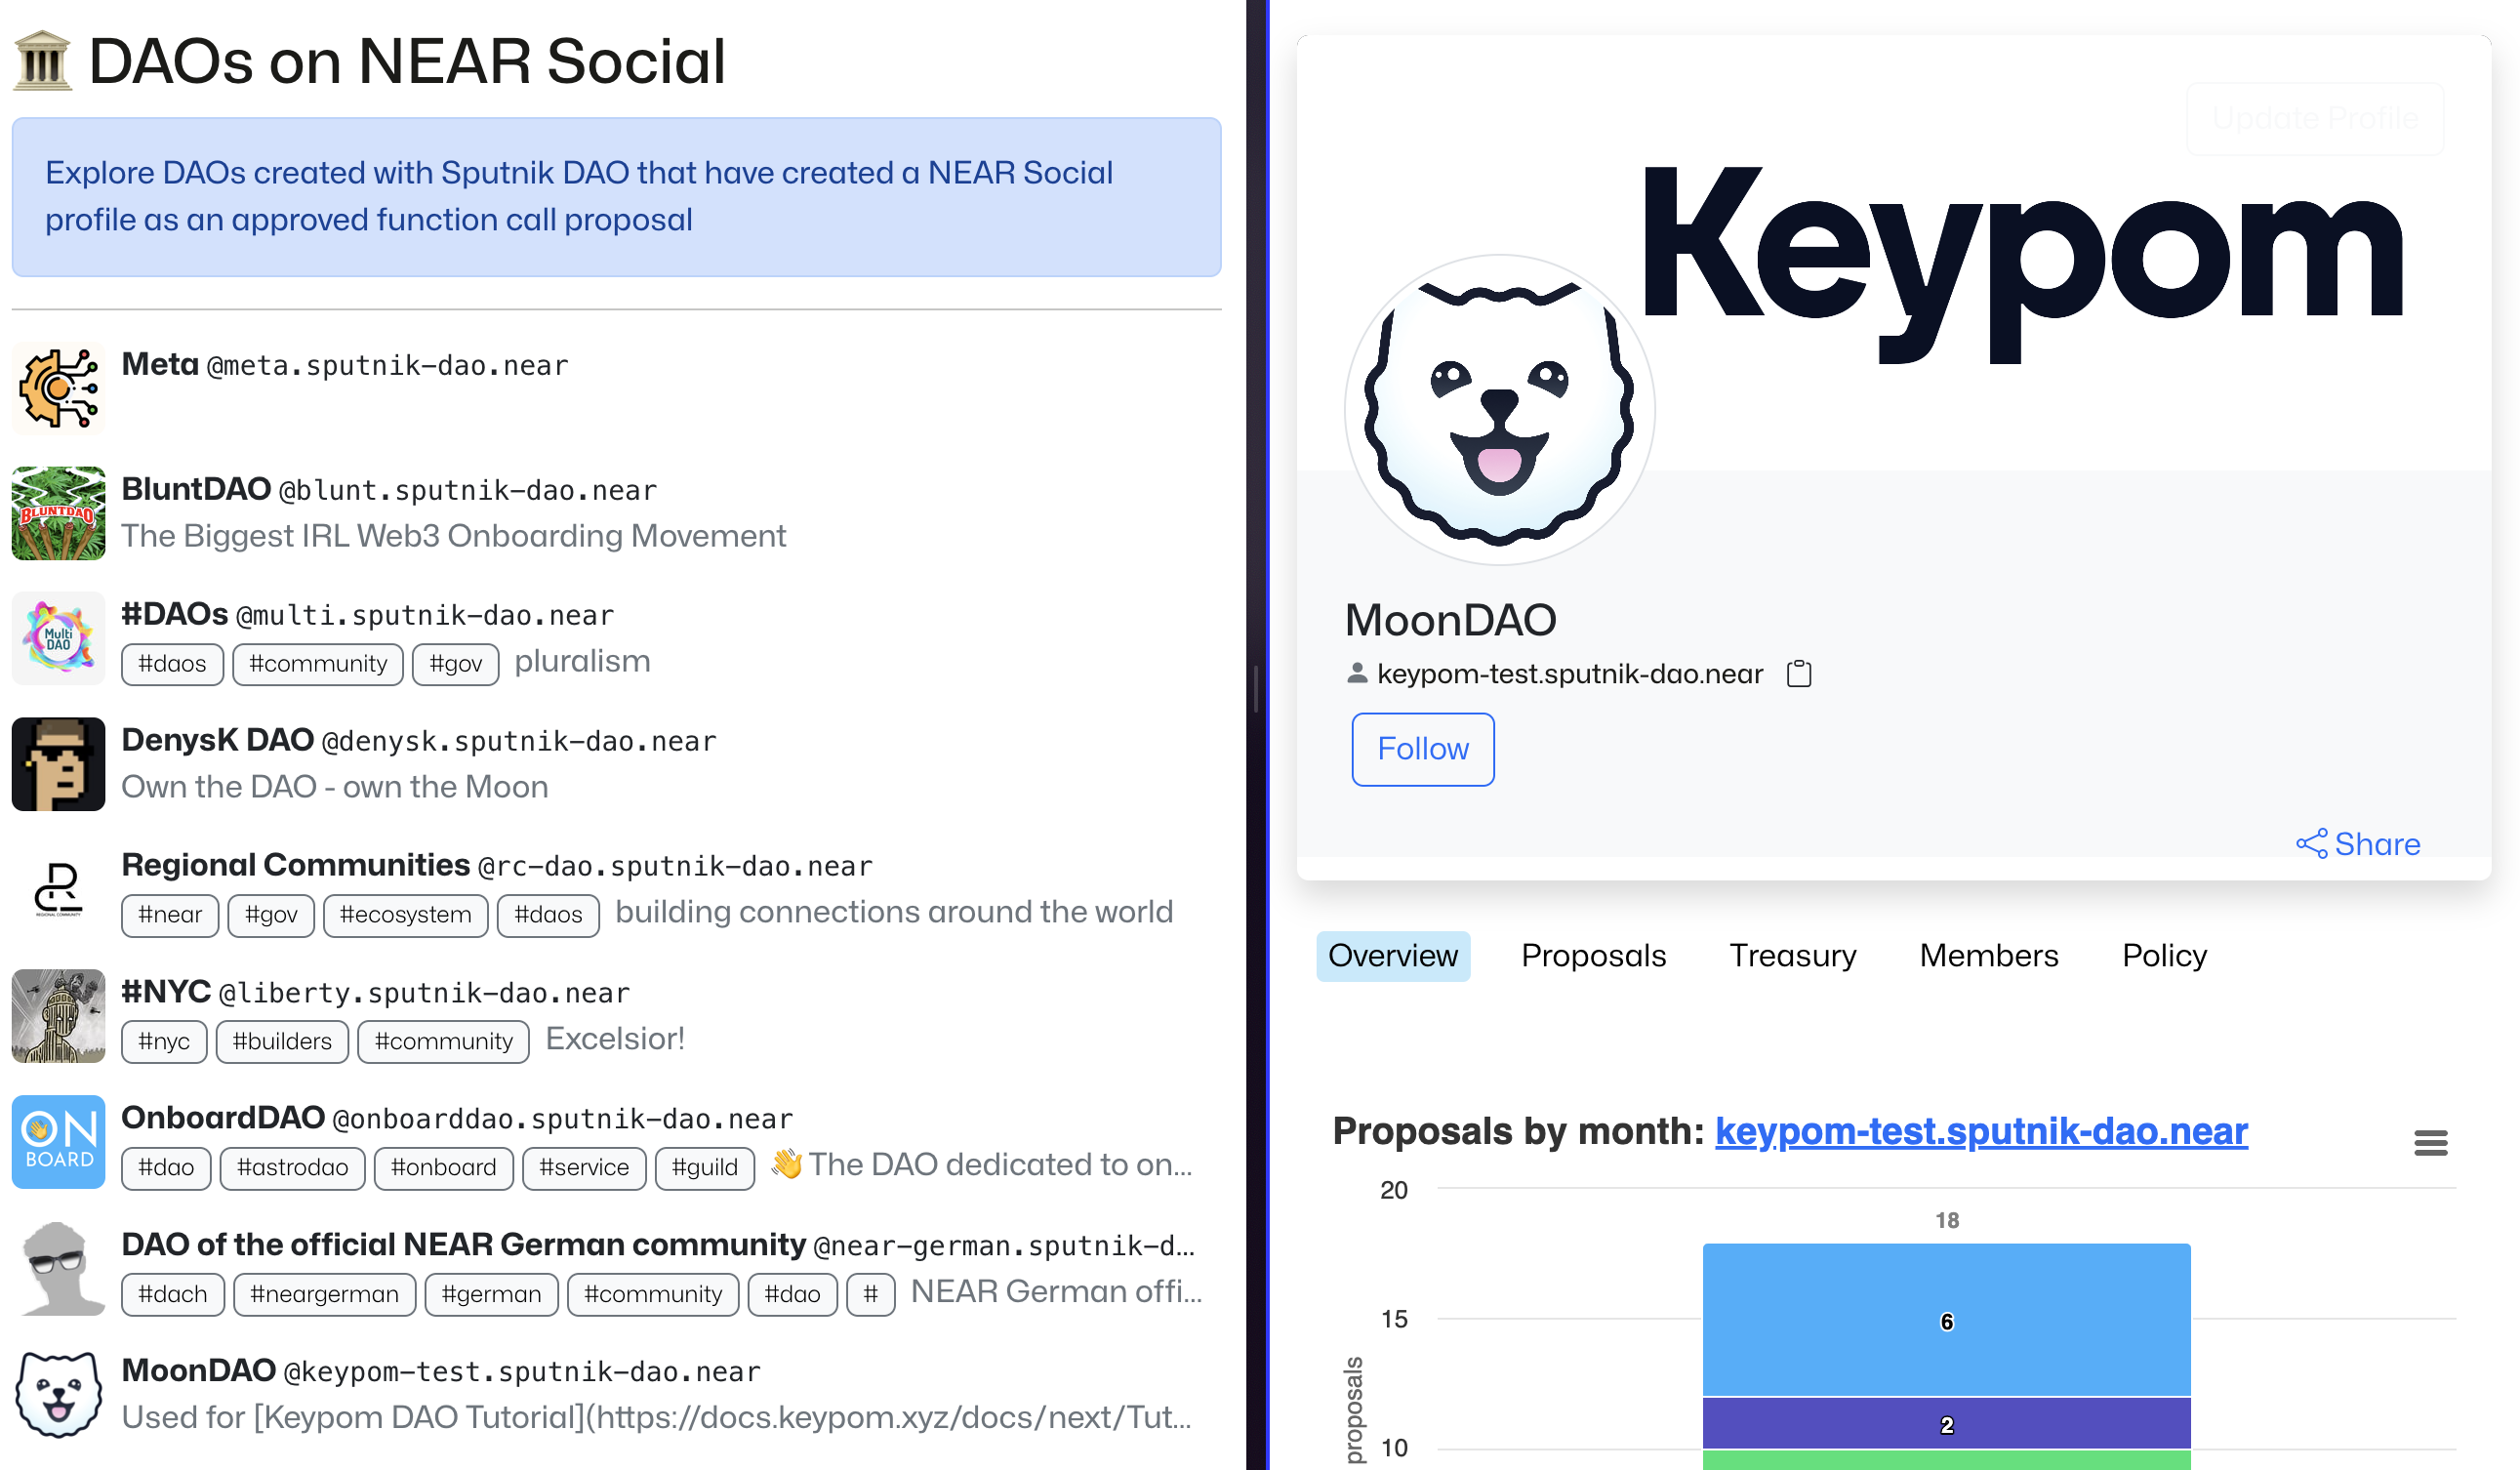 🏛️ DAOs on NEAR Social
Explore DAOs created with Sputnik DAO that have created a NEAR Social
profile as an approved function call proposal
Meta @meta.sputnik-dao.near
BLUNTDAO
BluntDAO @blunt.sputnik-dao.near
The Biggest IRL Web3 Onboarding Movement
Multi
DAO
#DAOs @multi.sputnik-dao.near
#daos #community #gov pluralism
DenysK DAO @denysk.sputnik-dao.near
Own the DAO - own the Moon
REGIONAL COMMUNITY
Regional Communities @rc-dao.sputnik-dao.near
#near #gov #ecosystem #daos building connections around the world
#NYC @liberty.sputnik-dao.near
#nyc #builders #community Excelsior!
ON
BOARD
OnboardDAO @onboarddao.sputnik-dao.near
#dao #astrodao #onboard #service #guild 👋 The DAO dedicated to on...
DAO of the official NEAR German community @near-german.sputnik-d...
#dach #neargerman #german #community #dao # NEAR German offi...
MoonDAO @keypom-test.sputnik-dao.near
Used for [Keypom DAO Tutorial](https://docs.keypom.xyz/docs/next/Tut...
Update Profile
Keypom
MoonDAO
keypom-test.sputnik-dao.near
Follow
Share
Overview Proposals Treasury Members Policy
Proposals by month: keypom-test.sputnik-dao.near
20
18
6
15
2
10
proposals